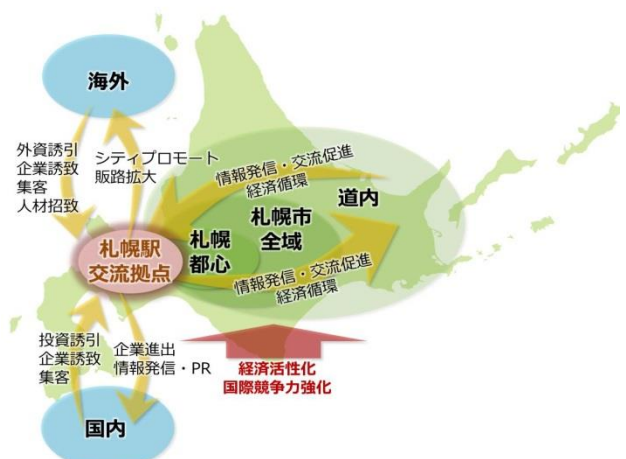 海外
外資誘引
企業誘致
集客
人材招致
シティプロモート
販路拡大
情報発信・交流促進
経済循環
道内
札幌市
全域
札幌
都心
札幌駅
交流拠点
情報発信・交流促進
経済循環
投資誘引
企業誘致
集客
企業進出
情報発信・PR
経済活性化
国際競争力強化
国内